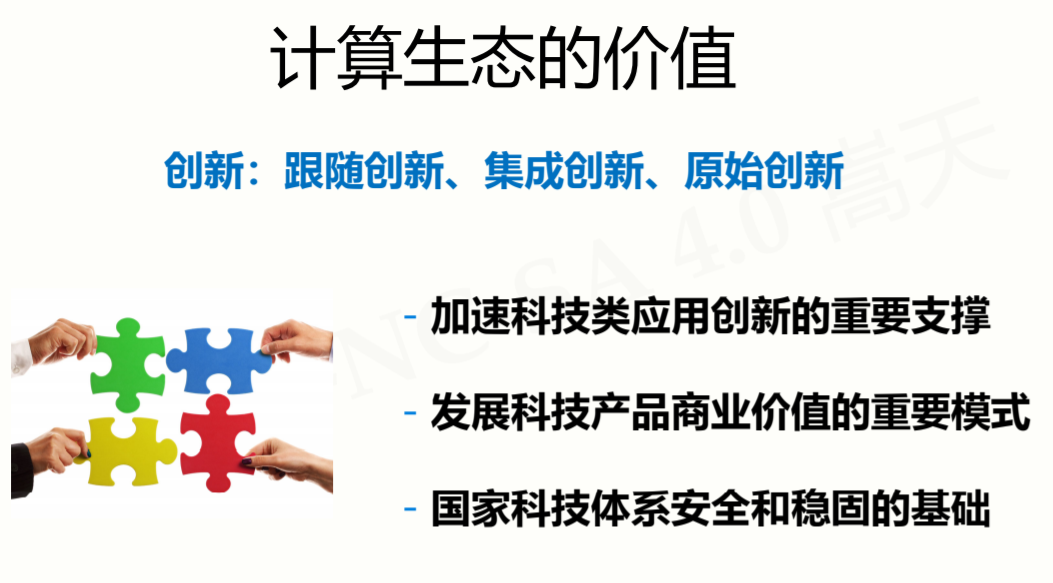 计算生态的价值
创新：跟随创新、集成创新、原始创新
- 加速科技类应用创新的重要支撑
- 发展科技产品商业价值的重要模式
- 国家科技体系安全和稳固的基础
NC SA 4.0 嵩天